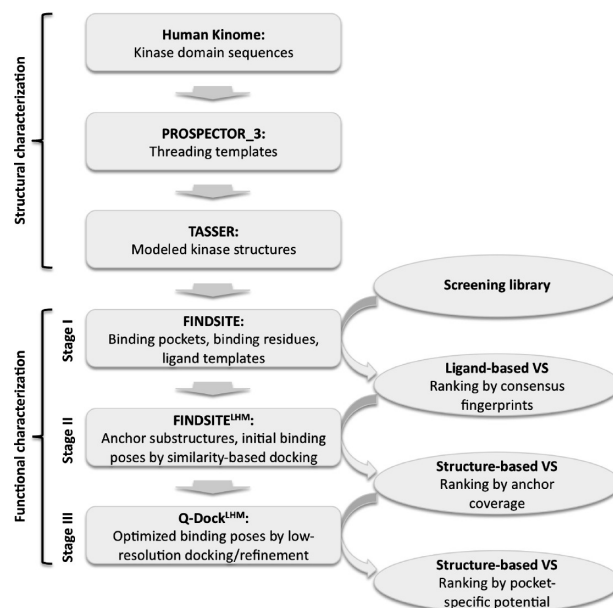 Structural characterization
Human Kinome:
Kinase domain sequences
PROSPECTOR_3:
Threading templates
TASSER:
Modeled kinase structures
Functional characterization
Stage I
FINDSITE:
Binding pockets, binding residues,
ligand templates
Screening library
Ligand-based VS
Ranking by consensus
fingerprints
Stage II
FINDSITELHM:
Anchor substructures, initial binding
poses by similarity-based docking
Structure-based VS
Ranking by anchor
coverage
Stage III
Q-DockLHM:
Optimized binding poses by low-
resolution docking/refinement
Structure-based VS
Ranking by pocket-
specific potential